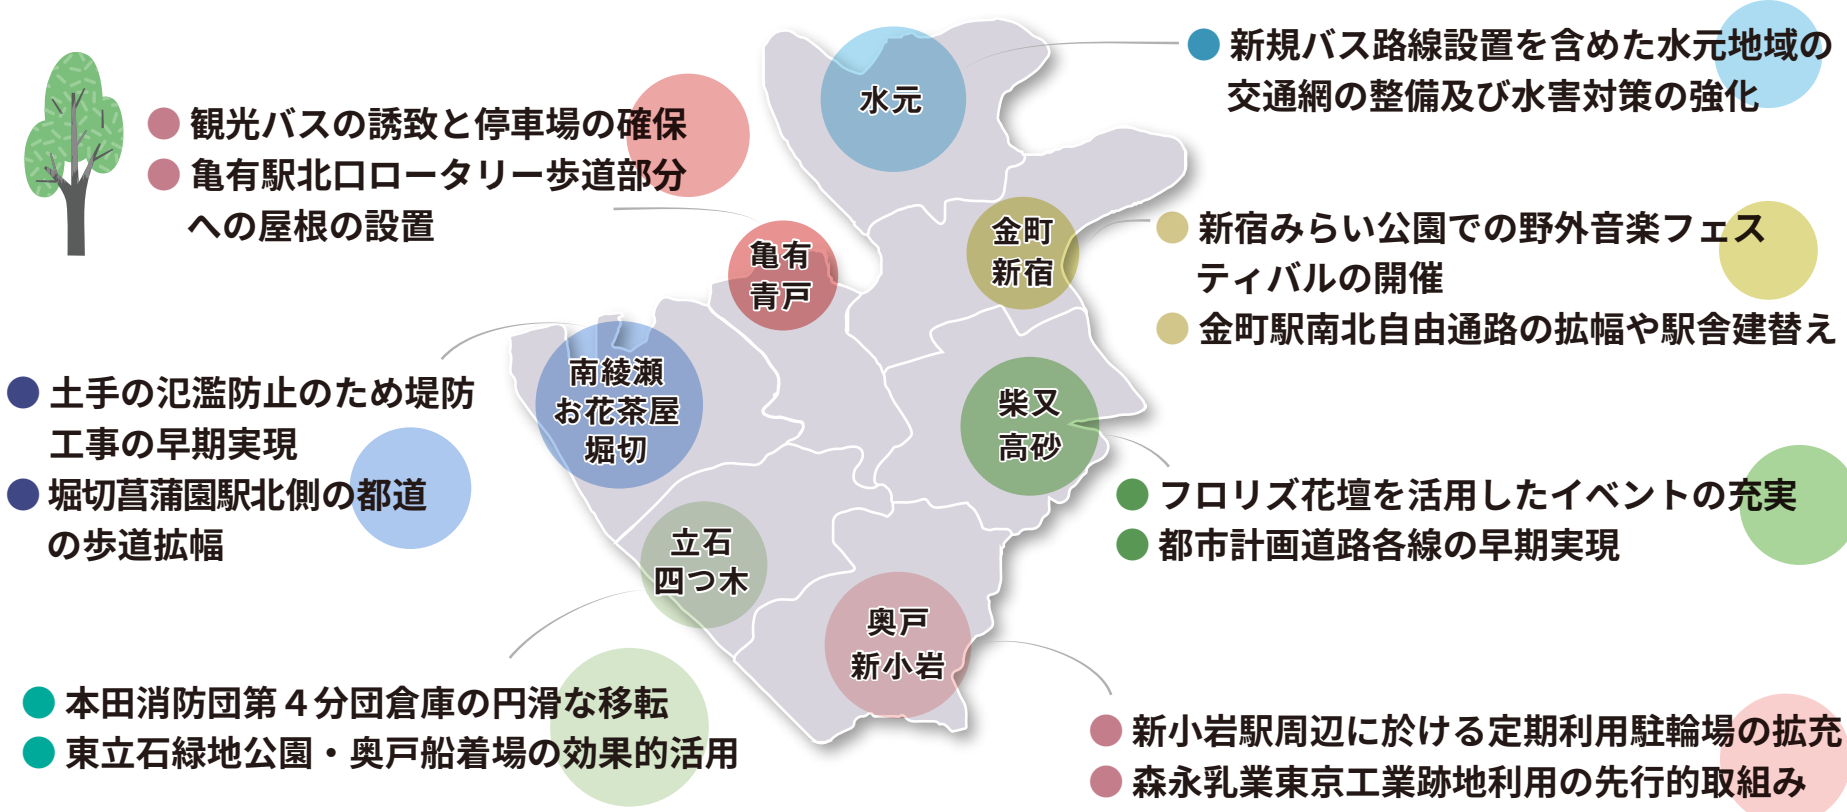 新規バス路線設置を含めた水元地域の
交通網の整備及び水害対策の強化
水元
観光バスの誘致と停車場の確保
亀有駅北口ロータリー歩道部分
への屋根の設置
亀有
青戸
金町
新宿
新宿みらい公園での野外音楽フェス
ティバルの開催
金町駅南北自由通路の拡幅や駅舎建替え
土手の氾濫防止のため堤防
工事の早期実現
堀切菖蒲園駅北側の都道
の歩道拡幅
南綾瀬
お花茶屋
堀切
柴又
高砂
フロリズ花壇を活用したイベントの充実
都市計画道路各線の早期実現
立石
四つ木
本田消防団第4分団倉庫の円滑な移転
東立石緑地公園・奥戸船着場の効果的活用
奥戸
新小岩
新小岩駅周辺に於ける定期利用駐輪場の拡充
森永乳業東京工業跡地利用の先行的取組み